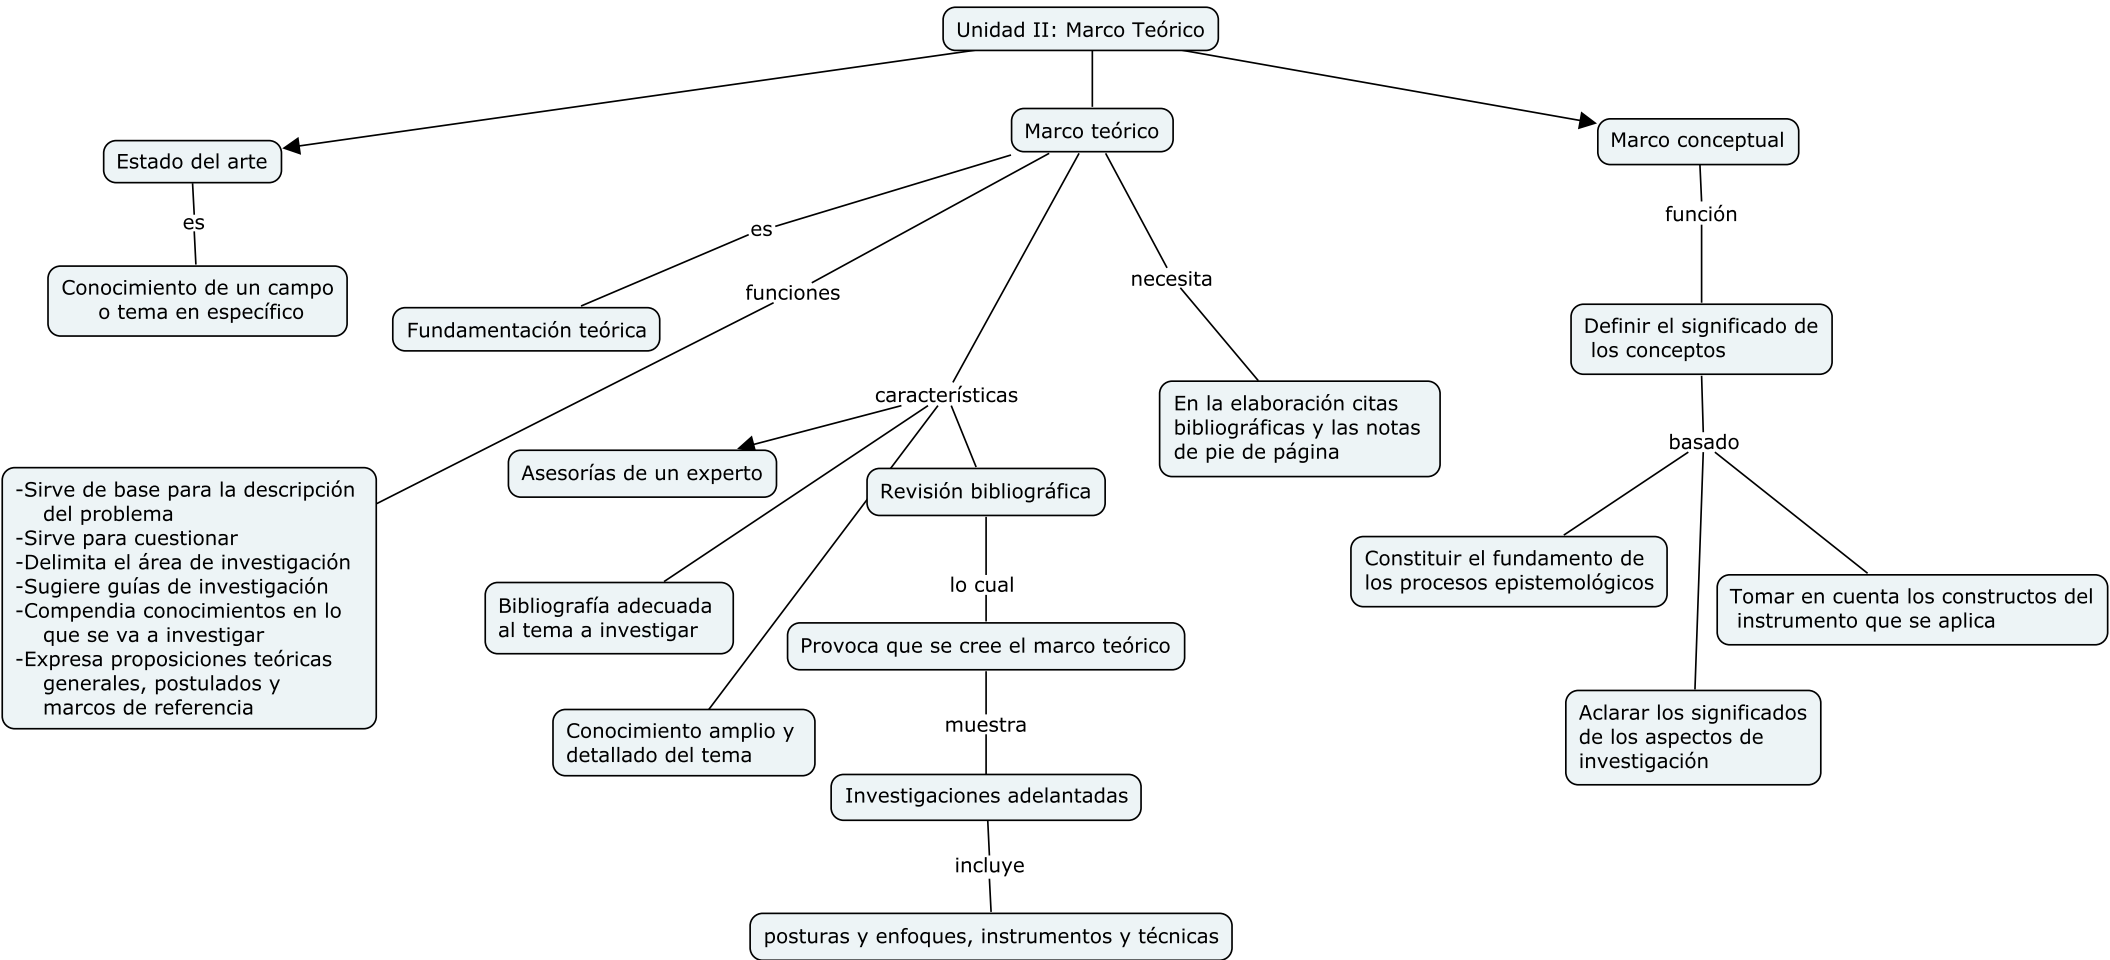 Unidad II: Marco Teórico
Estado del arte
Marco teórico
Marco conceptual
es
Conocimiento de un campo
o tema en específico
es
Fundamentación teórica
funciones
-Sirve de base para la descripción
del problema
-Sirve para cuestionar
-Delimita el área de investigación
-Sugiere guías de investigación
-Compendia conocimientos en lo
que se va a investigar
-Expresa proposiciones teóricas
generales, postulados y
marcos de referencia
características
Asesorías de un experto
Bibliografía adecuada
al tema a investigar
Conocimiento amplio y
detallado del tema
Revisión bibliográfica
lo cual
Provoca que se cree el marco teórico
muestra
Investigaciones adelantadas
incluye
posturas y enfoques, instrumentos y técnicas
necesita
En la elaboración citas
bibliográficas y las notas
de pie de página
función
Definir el significado de
los conceptos
basado
Constituir el fundamento de
los procesos epistemológicos
Aclarar los significados
de los aspectos de
investigación
Tomar en cuenta los constructos del
instrumento que se aplica